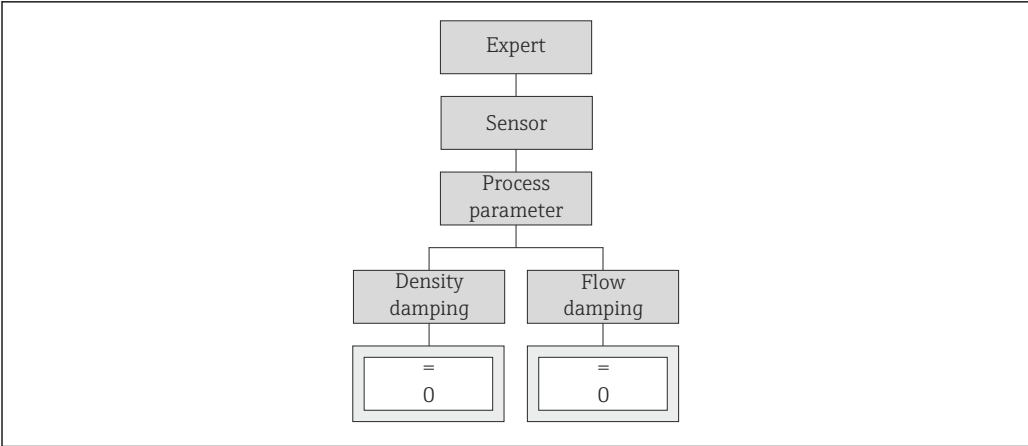 Expert
Sensor
Process
parameter
Density
damping
Flow
damping
=
0
=
0